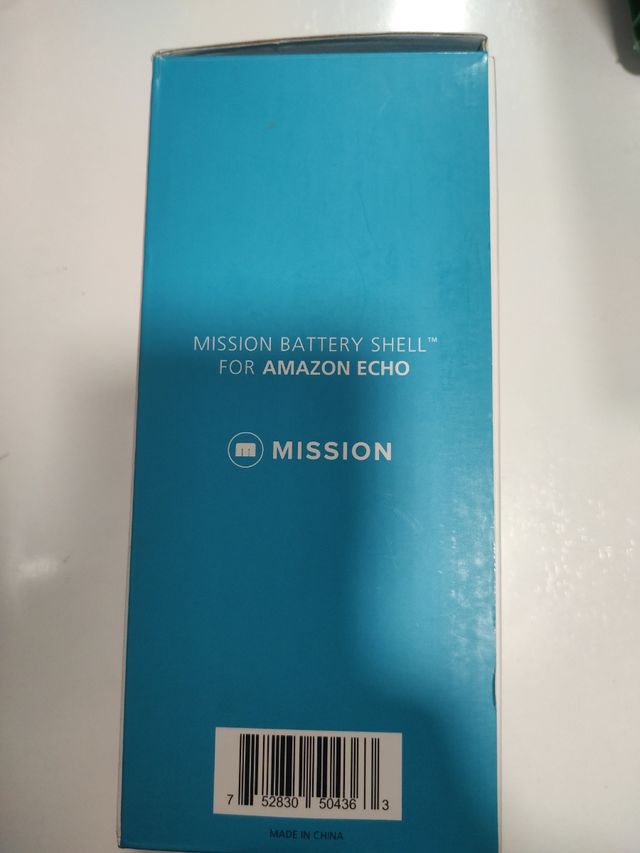 MISSION BATTERY SHELL™
FOR AMAZON ECHO
m MISSION
7 52830 50436 3
MADE IN CHINA